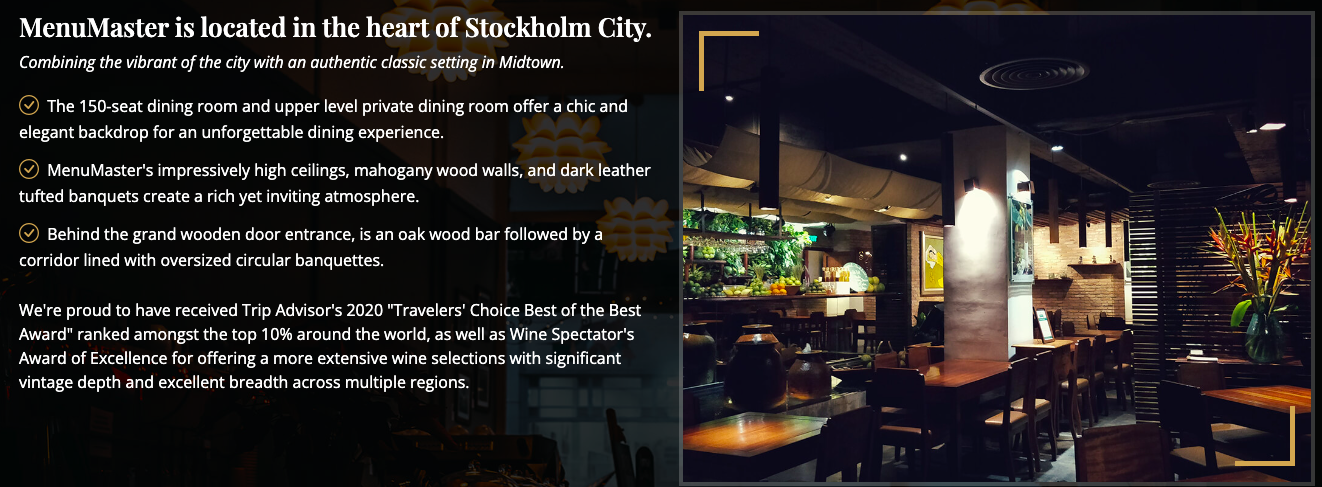 MenuMaster is located in the heart of Stockholm City.
Combining the vibrant of the city with an authentic classic setting in Midtown.
The 150-seat dining room and upper level private dining room offer a chic and
elegant backdrop for an unforgettable dining experience.
MenuMaster's impressively high ceilings, mahogany wood walls, and dark leather
tufted banquets create a rich yet inviting atmosphere.
Behind the grand wooden door entrance, is an oak wood bar followed by a
corridor lined with oversized circular banquettes.
We're proud to have received Trip Advisor's 2020 "Travelers' Choice Best of the Best
Award" ranked amongst the top 10% around the world, as well as Wine Spectator's
Award of Excellence for offering a more extensive wine selections with significant
vintage depth and excellent breadth across multiple regions.